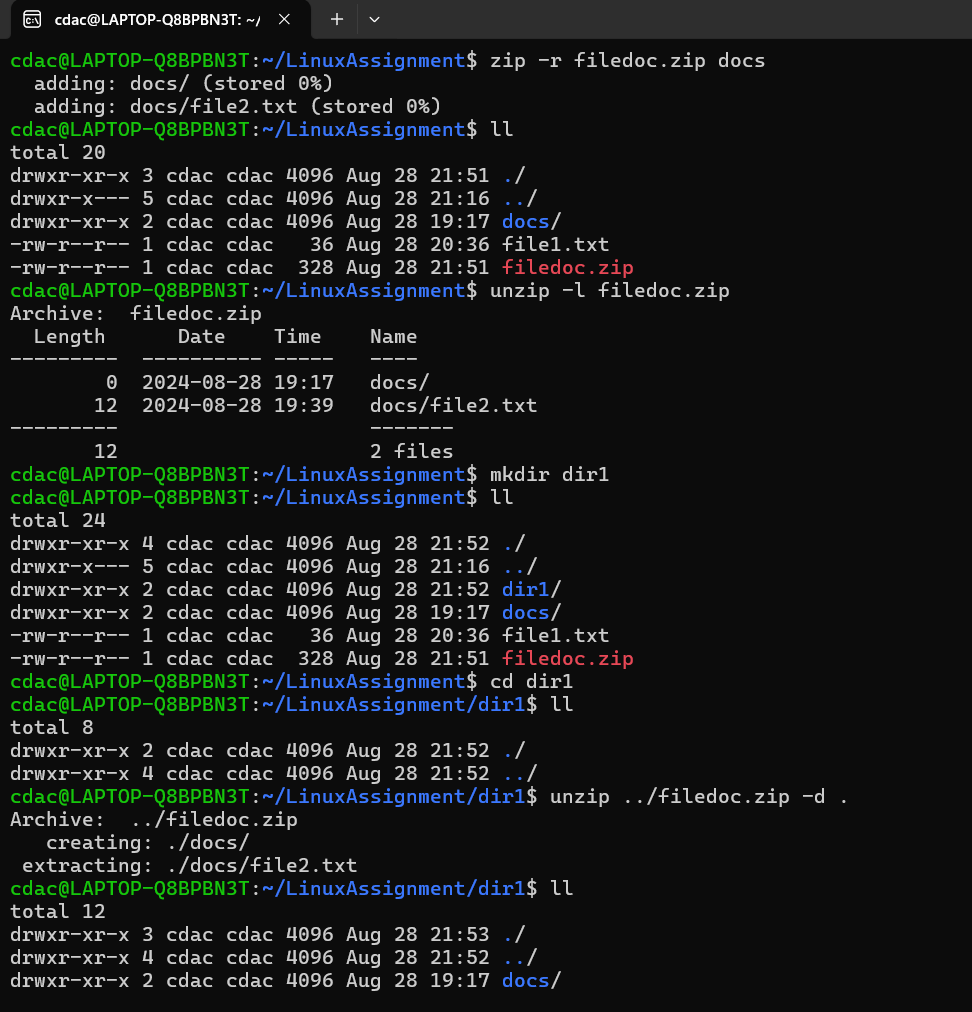 cdac@LAPTOP-Q8BPBN3T: ~/
cdac@LAPTOP-Q8BPBN3T:~/LinuxAssignment$ zip -r filedoc.zip docs
  adding: docs/ (stored 0%)
  adding: docs/file2.txt (stored 0%)
cdac@LAPTOP-Q8BPBN3T:~/LinuxAssignment$ ll
total 20
drwxr-xr-x 3 cdac cdac 4096 Aug 28 21:51 ./
drwxr-x--- 5 cdac cdac 4096 Aug 28 21:16 ../
drwxr-xr-x 2 cdac cdac 4096 Aug 28 19:17 docs/
-rw-r--r-- 1 cdac cdac   36 Aug 28 20:36 file1.txt
-rw-r--r-- 1 cdac cdac  328 Aug 28 21:51 filedoc.zip
cdac@LAPTOP-Q8BPBN3T:~/LinuxAssignment$ unzip -l filedoc.zip
Archive:  filedoc.zip
  Length      Date    Time    Name
---------  ---------- -----   ----
        0  2024-08-28 19:17   docs/
       12  2024-08-28 19:39   docs/file2.txt
---------                     -------
       12                     2 files
cdac@LAPTOP-Q8BPBN3T:~/LinuxAssignment$ mkdir dir1
cdac@LAPTOP-Q8BPBN3T:~/LinuxAssignment$ ll
total 24
drwxr-xr-x 4 cdac cdac 4096 Aug 28 21:52 ./
drwxr-x--- 5 cdac cdac 4096 Aug 28 21:16 ../
drwxr-xr-x 2 cdac cdac 4096 Aug 28 21:52 dir1/
drwxr-xr-x 2 cdac cdac 4096 Aug 28 19:17 docs/
-rw-r--r-- 1 cdac cdac   36 Aug 28 20:36 file1.txt
-rw-r--r-- 1 cdac cdac  328 Aug 28 21:51 filedoc.zip
cdac@LAPTOP-Q8BPBN3T:~/LinuxAssignment$ cd dir1
cdac@LAPTOP-Q8BPBN3T:~/LinuxAssignment/dir1$ ll
total 8
drwxr-xr-x 2 cdac cdac 4096 Aug 28 21:52 ./
drwxr-xr-x 4 cdac cdac 4096 Aug 28 21:52 ../
cdac@LAPTOP-Q8BPBN3T:~/LinuxAssignment/dir1$ unzip ../filedoc.zip -d .
Archive:  ../filedoc.zip
   creating: ./docs/
 extracting: ./docs/file2.txt
cdac@LAPTOP-Q8BPBN3T:~/LinuxAssignment/dir1$ ll
total 12
drwxr-xr-x 3 cdac cdac 4096 Aug 28 21:53 ./
drwxr-xr-x 4 cdac cdac 4096 Aug 28 21:52 ../
drwxr-xr-x 2 cdac cdac 4096 Aug 28 19:17 docs/